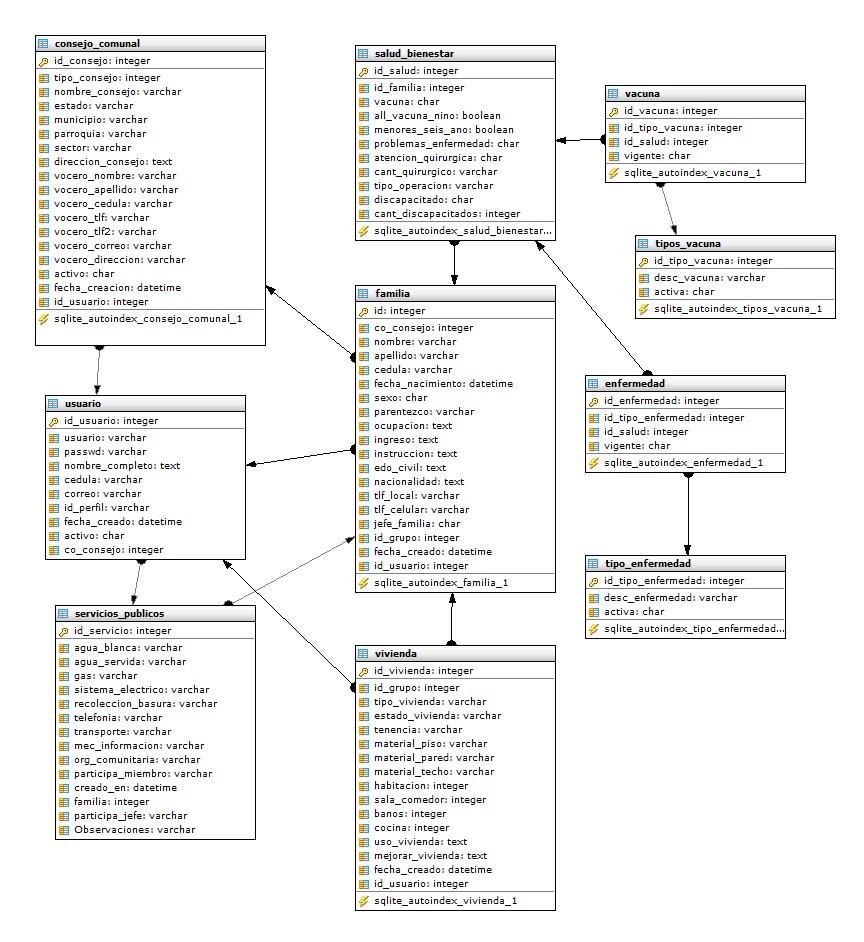 consejo_comunal
id_consejo: integer
tipo_consejo: integer
nombre_consejo: varchar
estado: varchar
municipio: varchar
parroquia: varchar
sector: varchar
direccion_consejo: text
vocero_nombre: varchar
vocero_apellido: varchar
vocero_cedula: varchar
vocero_tlf: varchar
vocero_tlf2: varchar
vocero_correo: varchar
vocero_direccion: varchar
activo: char
fecha_creacion: datetime
id_usuario: integer
sqlite_autoindex_consejo_comunal_1
salud_bienestar
id_salud: integer
id_familia: integer
vacuna: char
all_vacuna_nino: boolean
menores_seis_ano: boolean
problemas_enfermedad: char
atencion_quirurgica: char
cant_quirurgico: varchar
tipo_operacion: varchar
discapacitado: char
cant_discapacitados: integer
sqlite_autoindex_salud_bienestar...
vacuna
id_vacuna: integer
id_tipo_vacuna: integer
id_salud: integer
vigente: char
sqlite_autoindex_vacuna_1
tipos_vacuna
id_tipo_vacuna: integer
desc_vacuna: varchar
activa: char
sqlite_autoindex_tipos_vacuna_1
familia
id: integer
co_consejo: integer
nombre: varchar
apellido: varchar
cedula: varchar
fecha_nacimiento: datetime
sexo: char
parentezco: varchar
ocupacion: text
ingreso: text
instruccion: text
edo_civil: text
nacionalidad: text
tlf_local: varchar
tlf_celular: varchar
jefe_familia: char
id_grupo: integer
fecha_creado: datetime
id_usuario: integer
sqlite_autoindex_familia_1
enfermedad
id_enfermedad: integer
id_tipo_enfermedad: integer
id_salud: integer
vigente: char
sqlite_autoindex_enfermedad_1
usuario
id_usuario: integer
usuario: varchar
passwd: varchar
nombre_completo: text
cedula: varchar
correo: varchar
id_perfil: varchar
fecha_creado: datetime
activo: char
co_consejo: integer
tipo_enfermedad
id_tipo_enfermedad: integer
desc_enfermedad: varchar
activa: char
sqlite_autoindex_tipo_enfermedad...
servicios_publicos
id_servicio: integer
agua_blanca: varchar
agua_servida: varchar
gas: varchar
sistema_electrico: varchar
recoleccion_basura: varchar
telefonia: varchar
transporte: varchar
mec_informacion: varchar
org_comunitaria: varchar
participa_miembro: varchar
creado_en: datetime
familia: integer
participa_jefe: varchar
Observaciones: varchar
vivienda
id_vivienda: integer
id_grupo: integer
tipo_vivienda: varchar
estado_vivienda: varchar
tenencia: varchar
material_piso: varchar
material_pared: varchar
material_techo: varchar
habitacion: integer
sala_comedor: integer
banos: integer
cocina: integer
uso_vivienda: text
mejorar_vivienda: text
fecha_creado: datetime
id_usuario: integer
sqlite_autoindex_vivienda_1